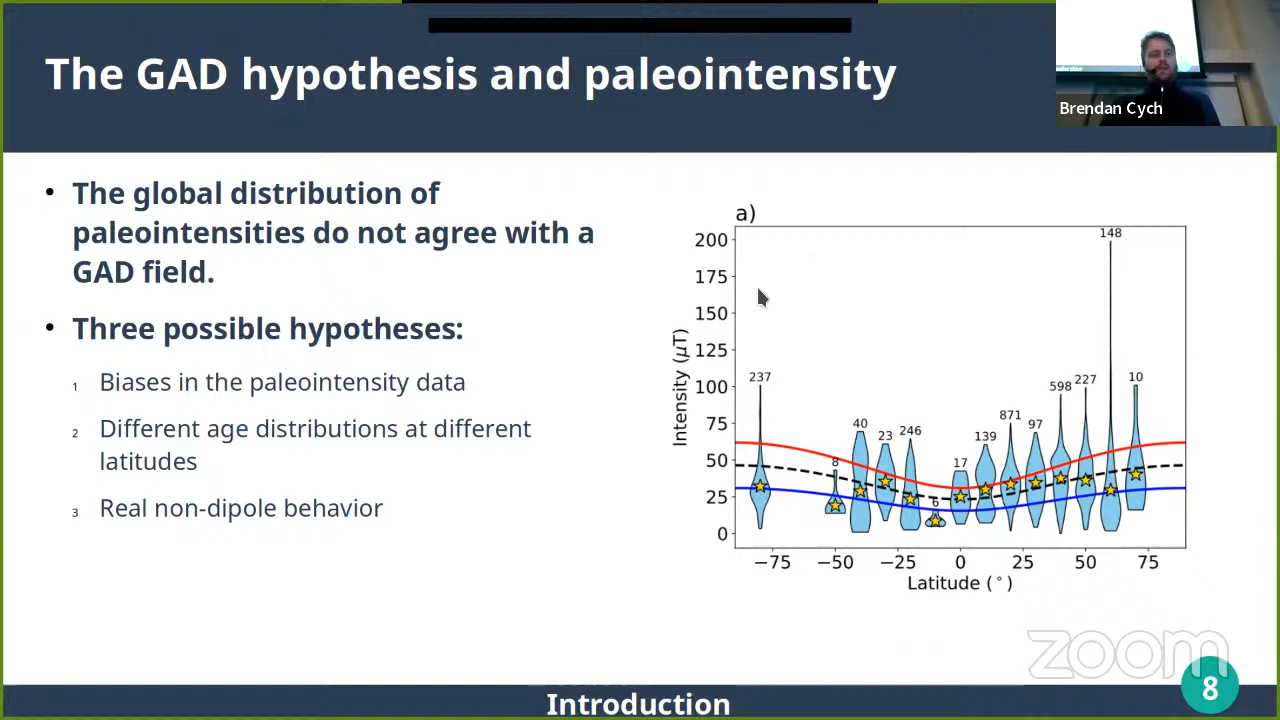 The GAD hypothesis and paleointensity
Brendan Cych
• The global distribution of
paleointensities do not agree with a
GAD field.
• Three possible hypotheses:
1 Biases in the paleointensity data
2 Different age distributions at different
latitudes
3 Real non-dipole behavior
a)
200
175
150
125
100
75
50
25
0
Intensity (μT)
237
8
40
23
246
6
17
139
871
97
598
227
148
10
−75 −50 −25 0 25 50 75
Latitude (°)
zoom
Introduction
8